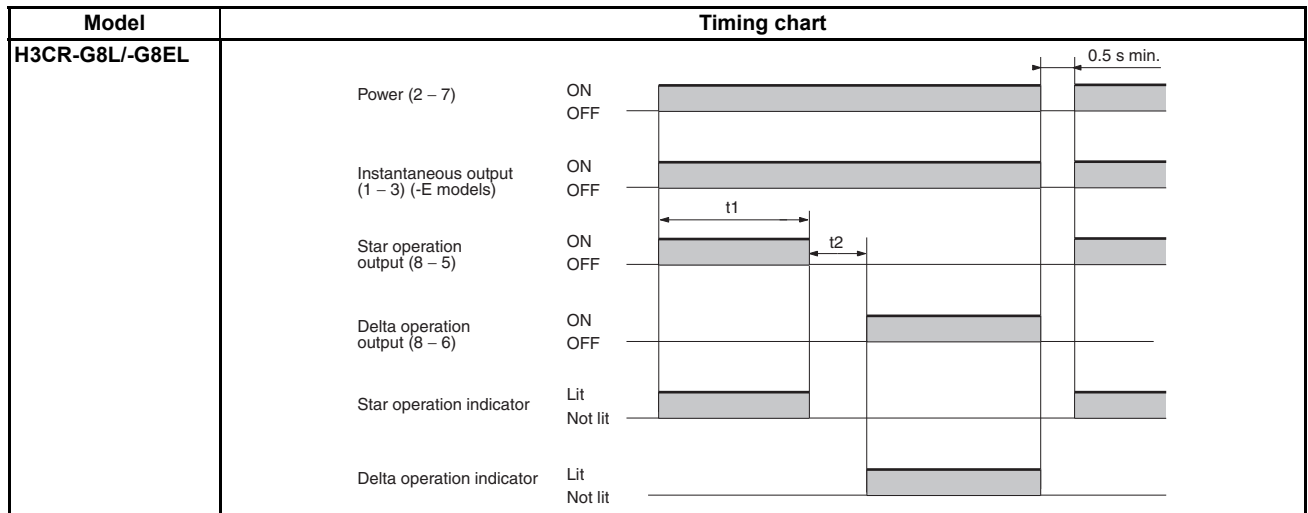 Model
Timing chart
H3CR-G8L/-G8EL
0.5 s min.
Power (2 – 7)
ON
OFF
Instantaneous output
(1 – 3) (-E models)
ON
OFF
t1
Star operation
output (8 – 5)
ON
OFF
t2
Delta operation
output (8 – 6)
ON
OFF
Star operation indicator
Lit
Not lit
Delta operation indicator
Lit
Not lit